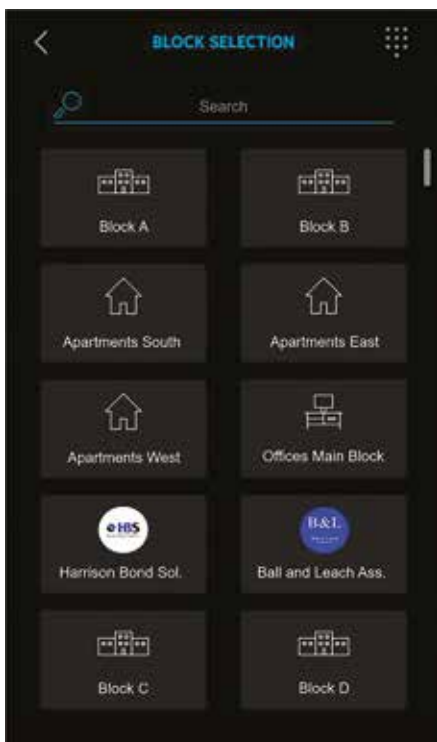 BLOCK SELECTION
Search
Block A
Block B
Apartments South
Apartments East
Apartments West
Offices Main Block
HBS
B&L
Harrison Bond Sol.
Ball and Leach Ass.
Block C
Block D